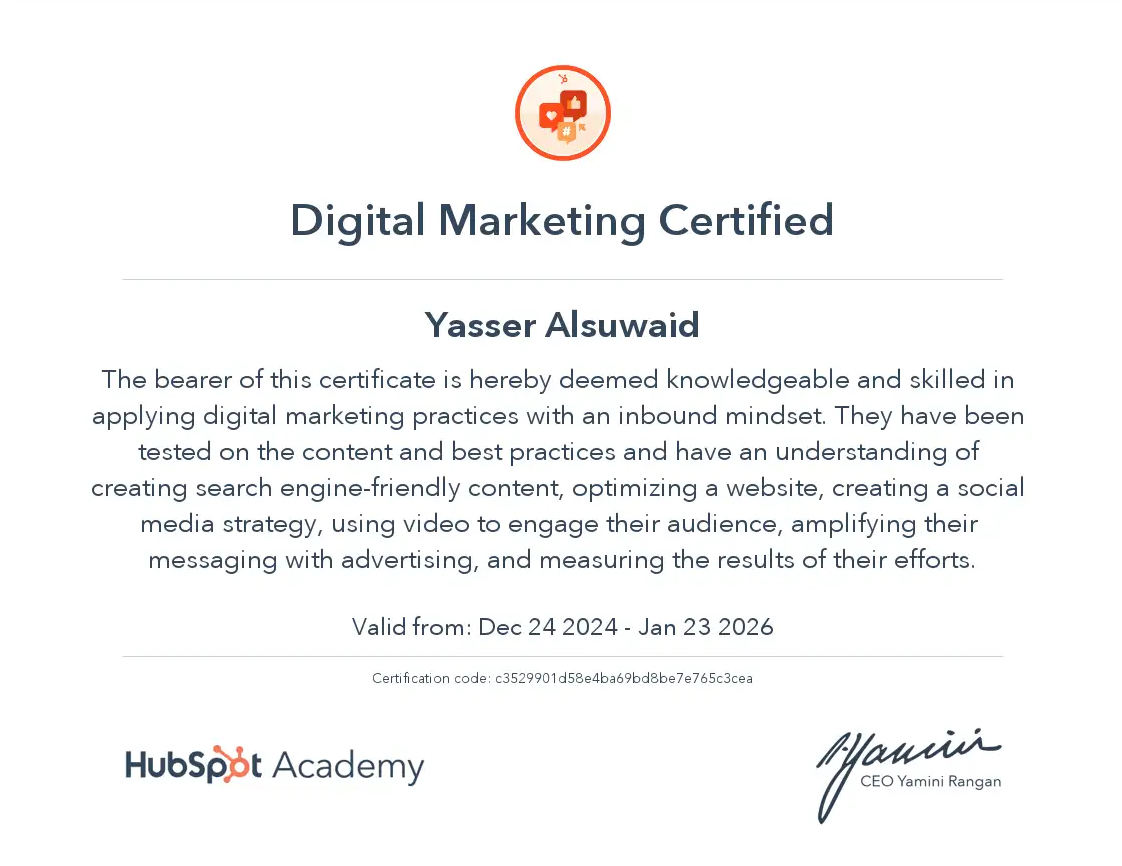 Digital Marketing Certified
Yasser Alsuwaid
The bearer of this certificate is hereby deemed knowledgeable and skilled in
applying digital marketing practices with an inbound mindset. They have been
tested on the content and best practices and have an understanding of
creating search engine-friendly content, optimizing a website, creating a social
media strategy, using video to engage their audience, amplifying their
messaging with advertising, and measuring the results of their efforts.
Valid from: Dec 24 2024 - Jan 23 2026
Certification code: c3529901d58e4ba69bd8be7e765c3cea
HubSpot Academy
Yamini
CEO Yamini Rangan